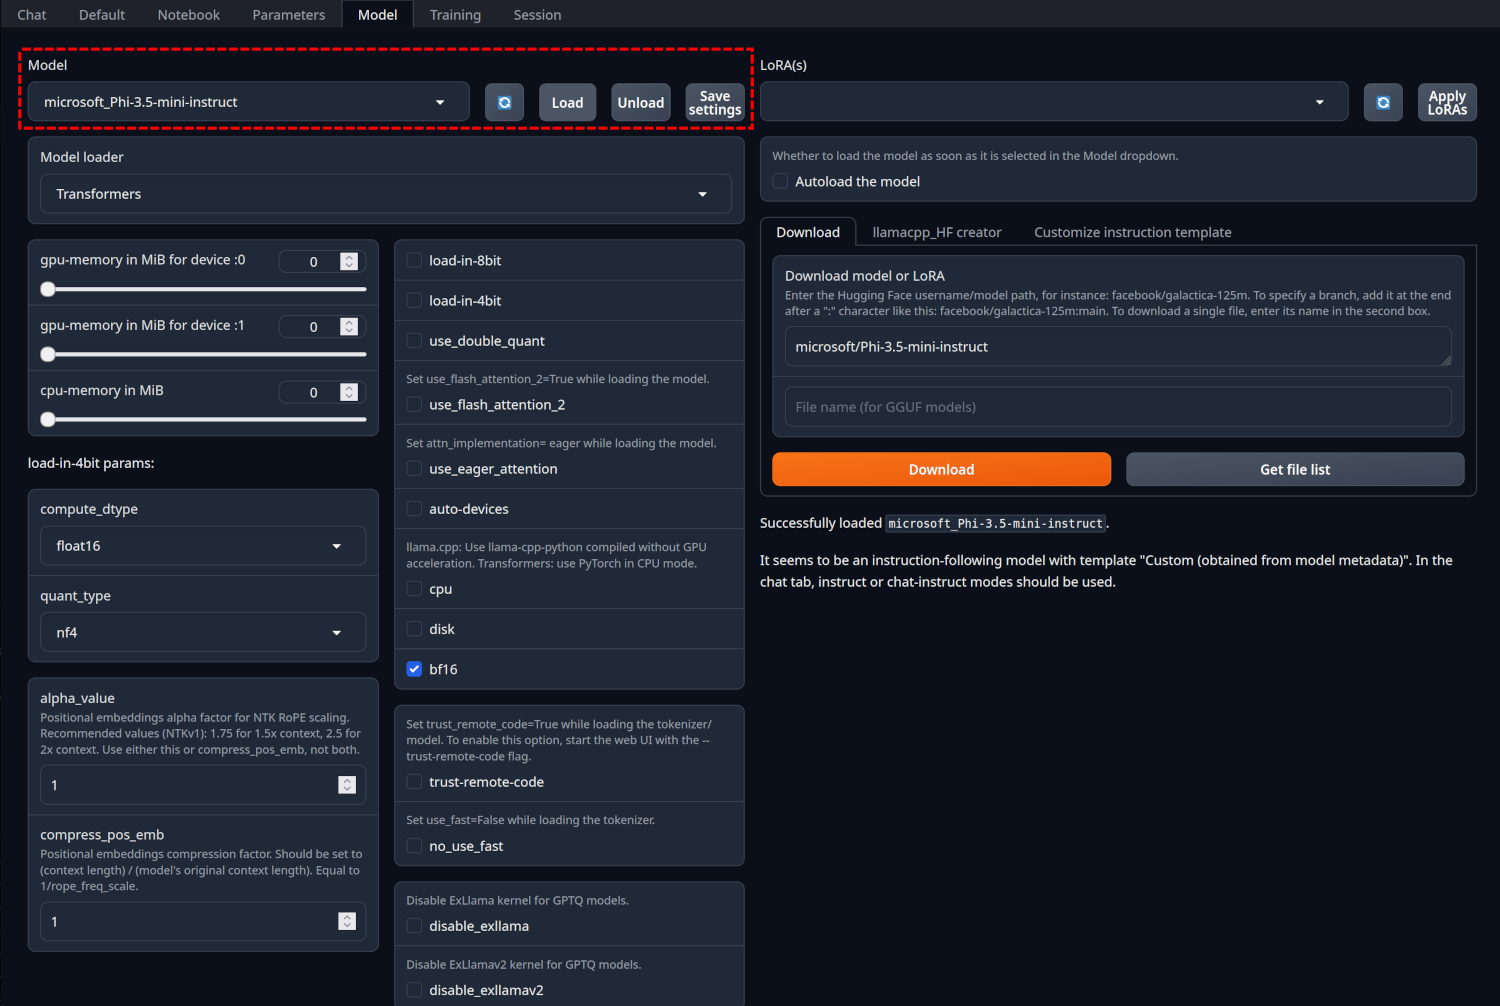 Chat Default Notebook Parameters Model Training Session
Model
microsoft_Phi-3.5-mini-instruct
Load
Unload
Save
settings
Model loader
Transformers
gpu-memory in MiB for device :0
0
gpu-memory in MiB for device :1
0
cpu-memory in MiB
0
load-in-4bit params:
compute_dtype
float16
quant_type
nf4
alpha_value
Positional embeddings alpha factor for NTK RoPE scaling.
Recommended values (NTKv1): 1.75 for 1.5x context, 2.5 for
2x context. Use either this or compress_pos_emb, not both.
1
compress_pos_emb
Positional embeddings compression factor. Should be set to
(context length) / (model's original context length). Equal to
1/rope_freq_scale.
1
load-in-8bit
load-in-4bit
use_double_quant
Set use_flash_attention_2=True while loading the model.
use_flash_attention_2
Set attn_implementation= eager while loading the model.
use_eager_attention
auto-devices
llama.cpp: Use llama-cpp-python compiled without GPU
acceleration. Transformers: use PyTorch in CPU mode.
cpu
disk
bf16
Set trust_remote_code=True while loading the tokenizer/
model. To enable this option, start the web UI with the --
trust-remote-code flag.
trust-remote-code
Set use_fast=False while loading the tokenizer.
no_use_fast
Disable ExLlama kernel for GPTQ models.
disable_exllama
Disable ExLlamav2 kernel for GPTQ models.
disable_exllamav2
LoRA(s)
Apply
LoRAs
Whether to load the model as soon as it is selected in the Model dropdown.
Autoload the model
Download llamacpp_HF creator Customize instruction template
Download model or LoRA
Enter the Hugging Face username/model path, for instance: facebook/galactica-125m. To specify a branch, add it at the end
after a ":" character like this: facebook/galactica-125m:main. To download a single file, enter its name in the second box.
microsoft/Phi-3.5-mini-instruct
File name (for GGUF models)
Download
Get file list
Successfully loaded microsoft_Phi-3.5-mini-instruct.
It seems to be an instruction-following model with template "Custom (obtained from model metadata)". In the
chat tab, instruct or chat-instruct modes should be used.